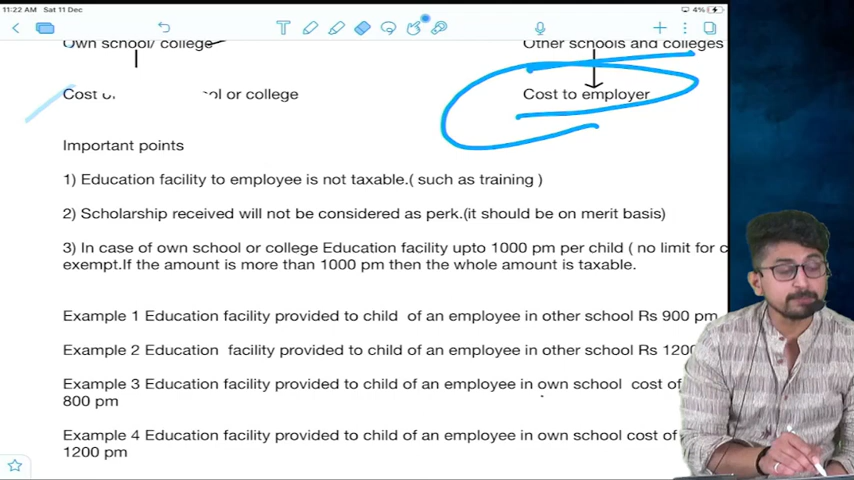 11:22 AM Sat 11 Dec 4%
Own school/ college Other schools and colleges
Cost ol or college Cost to employer
Important points
1) Education facility to employee is not taxable.( such as training )
2) Scholarship received will not be considered as perk.(it should be on merit basis)
3) In case of own school or college Education facility upto 1000 pm per child ( no limit for
exempt.If the amount is more than 1000 pm then the whole amount is taxable.
Example 1 Education facility provided to child of an employee in other school Rs 900 pm
Example 2 Education facility provided to child of an employee in other school Rs 1200
Example 3 Education facility provided to child of an employee in own school cost of
800 pm
Example 4 Education facility provided to child of an employee in own school cost of
1200 pm